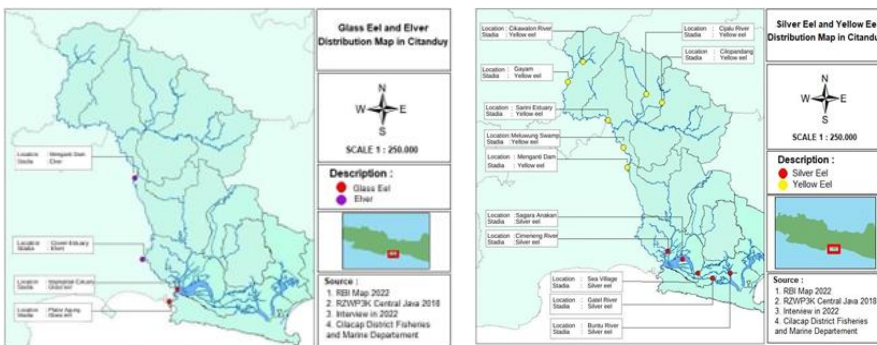 Glass Eel and Elver
Distribution Map in Citanduy
N
W E
S
SCALE 1 : 250.000
Description :
Glass Eel
Elver
Source :
1. RBI Map 2022
2. RZWP3K Central Java 2018
3. Interview in 2022
4. Cilacap District Fisheries
and Marine Departement
Location : Menganti Dam
Stadia : Elver
Location : Estuary
Stadia : Elver
Location : Estuary
Stadia : Glass eel
Location : Agung
Stadia : Glass eel
Silver Eel and Yellow Ee
Distribution Map in Citandu
N
W E
S
SCALE 1 : 250.000
Description :
Silver Eel
Yellow Eel
Source :
1. RBI Map 2022
2. RZWP3K Central Java 2018
3. Interview in 2022
4. Cilacap District Fisheries
and Marine Departement
Location : Cikawalon River
Stadia : Yellow eel
Location : Cijalu River
Stadia : Yellow eel
Location : Cilopandang
Stadia : Yellow eel
Location : Gayam
Stadia : Yellow eel
Location : Sarini Estuary
Stadia : Yellow eel
Location : Meluwung Swamp
Stadia : Yellow eel
Location : Menganti Dam
Stadia : Yellow eel
Location : Sagara Anakan
Stadia : Silver eel
Location : Cimeneng River
Stadia : Silver eel
Location : Sea Village
Stadia : Silver eel
Location : Galel River
Stadia : Silver eel
Location : Buntu River
Stadia : Silver eel